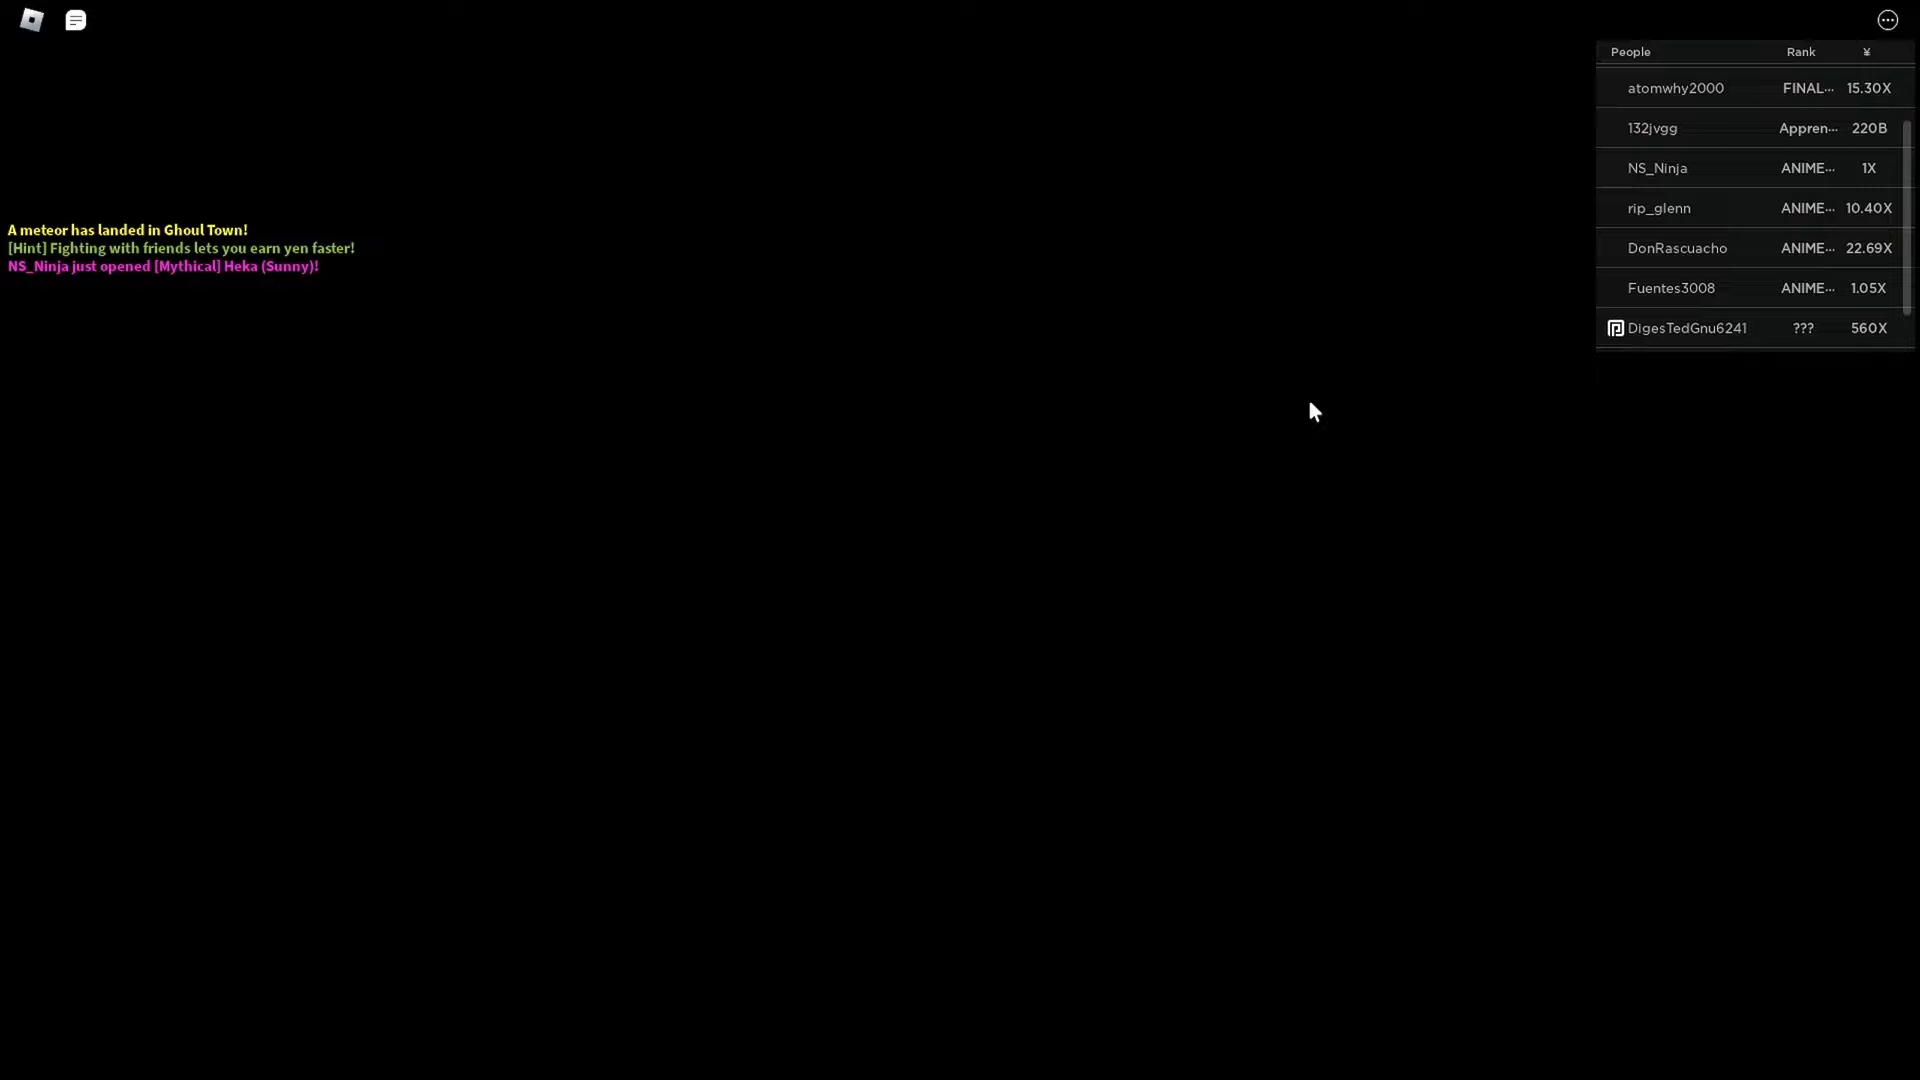 People Rank ¥
atomwhy2000 FINAL... 15.30X
132jvgg Appren... 220B
NS_Ninja ANIME... 1X
rip_glenn ANIME... 10.40X
DonRascuacho ANIME... 22.69X
Fuentes3008 ANIME... 1.05X
DigesTedGnu6241 ??? 560X
A meteor has landed in Ghoul Town!
[Hint] Fighting with friends lets you earn yen faster!
NS_Ninja just opened [Mythical] Heka (Sunny)!